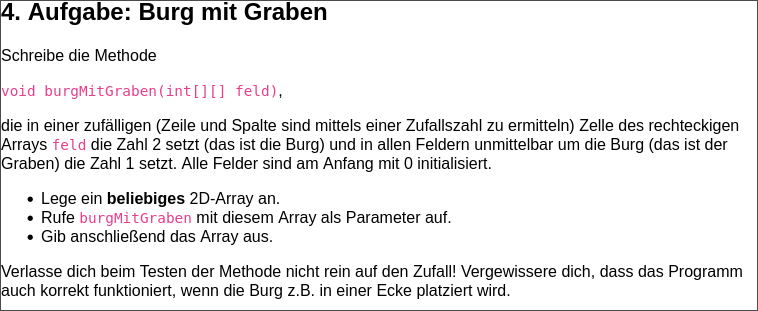 4. Aufgabe: Burg mit Graben
Schreibe die Methode
void burgMitGraben(int[][] feld),
die in einer zufälligen (Zeile und Spalte sind mittels einer Zufallszahl zu ermitteln) Zelle des rechteckigen
Arrays feld die Zahl 2 setzt (das ist die Burg) und in allen Feldern unmittelbar um die Burg (das ist der
Graben) die Zahl 1 setzt. Alle Felder sind am Anfang mit 0 initialisiert.
• Lege ein beliebiges 2D-Array an.
• Rufe burgMitGraben mit diesem Array als Parameter auf.
• Gib anschließend das Array aus.
Verlasse dich beim Testen der Methode nicht rein auf den Zufall! Vergewissere dich, dass das Programm
auch korrekt funktioniert, wenn die Burg z.B. in einer Ecke platziert wird.